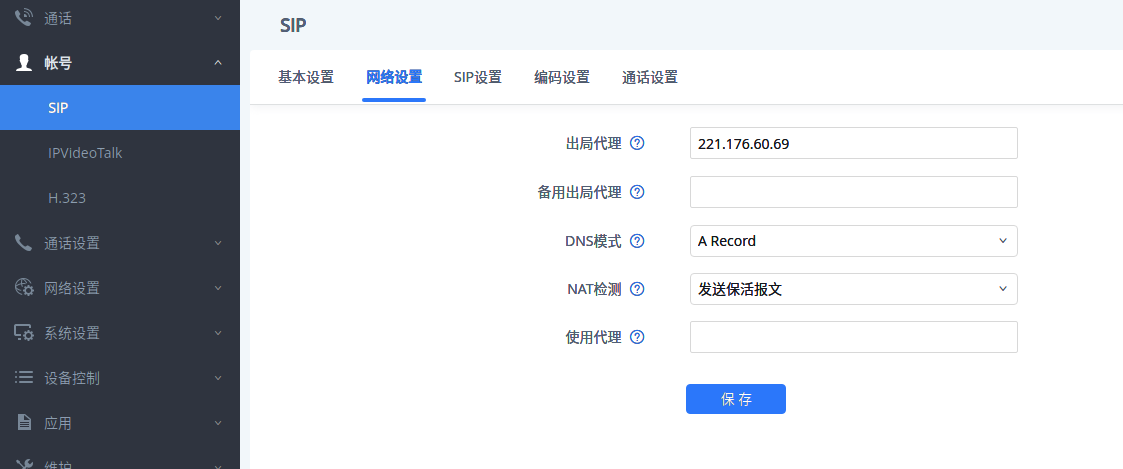 通话
帐号
SIP
IPVideoTalk
H.323
通话设置
网络设置
系统设置
设备控制
应用
维护
SIP
基本设置 网络设置 SIP设置 编码设置 通话设置
出局代理 221.176.60.69
备用出局代理
DNS模式 A Record
NAT检测 发送保活报文
使用代理
保存